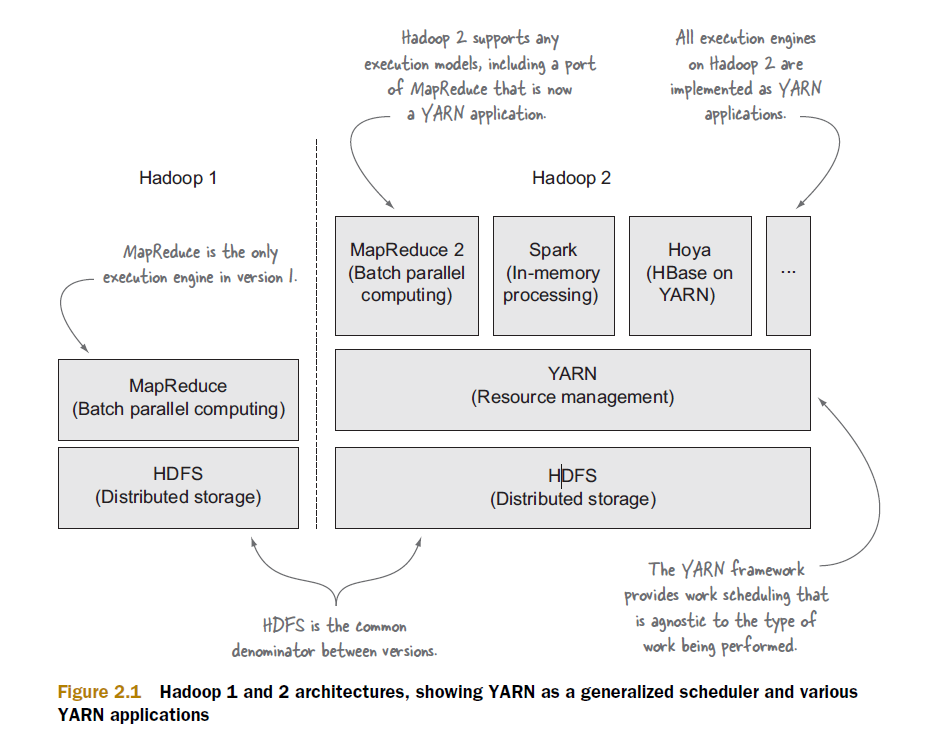 Hadoop 2 supports any
execution models, including a port
of MapReduce that is now
a YARN application.
All execution engines
on Hadoop 2 are
implemented as YARN
applications.
Hadoop 1
Hadoop 2
MapReduce is the only
execution engine in version 1.
MapReduce 2
(Batch parallel
computing)
Spark
(In-memory
processing)
Hoya
(HBase on
YARN)
...
MapReduce
(Batch parallel computing)
YARN
(Resource management)
HDFS
(Distributed storage)
HDFS
(Distributed storage)
HDFS is the common
denominator between versions.
The YARN framework
provides work scheduling that
is agnostic to the type of
work being performed.
Figure 2.1 Hadoop 1 and 2 architectures, showing YARN as a generalized scheduler and various
YARN applications